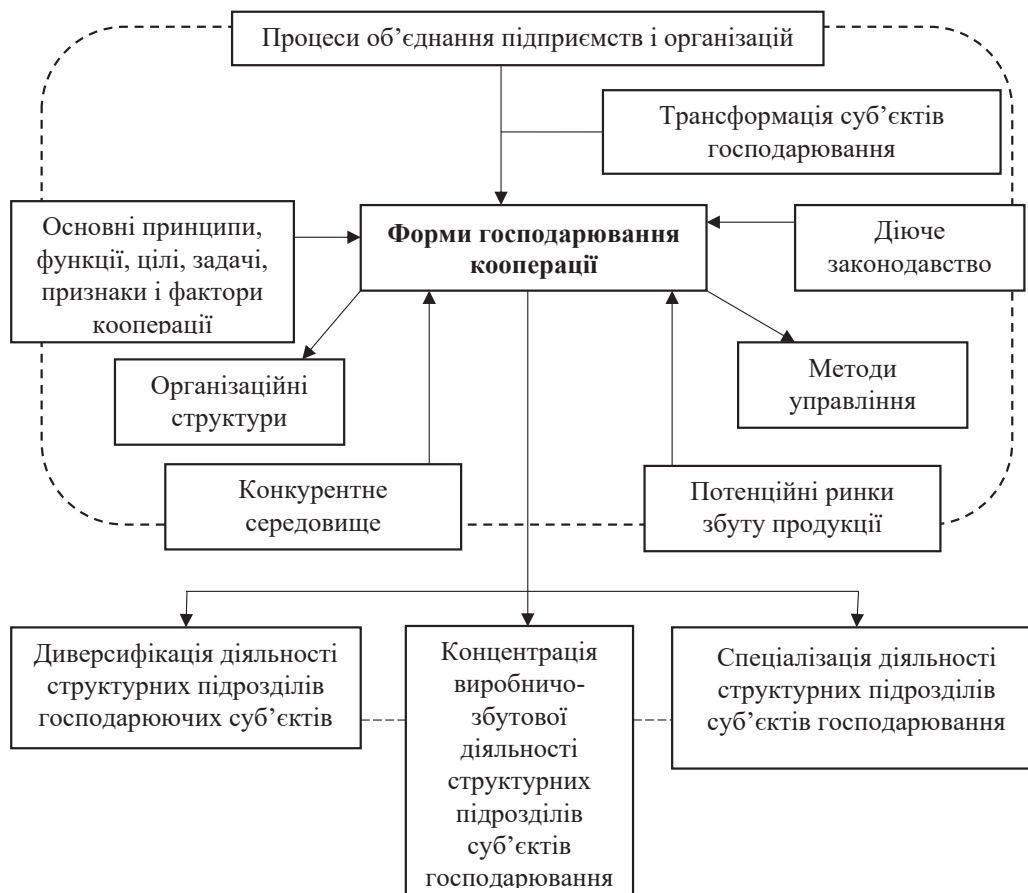 Процеси об’єднання підприємств і організацій
Трансформація суб’єктів
господарювання
Основні принципи,
функції, цілі, задачі,
признаки і фактори
кооперації
Форми господарювання
кооперації
Діюче
законодавство
Організаційні
структури
Методи
управління
Конкурентне
середовище
Потенційні ринки
збуту продукції
Диверсифікація діяльності
структурних підрозділів
господарюючих суб’єктів
Концентрація
виробничо-
збутової
діяльності
структурних
підрозділів
суб’єктів
господарювання
Спеціалізація діяльності
структурних підрозділів
суб’єктів господарювання